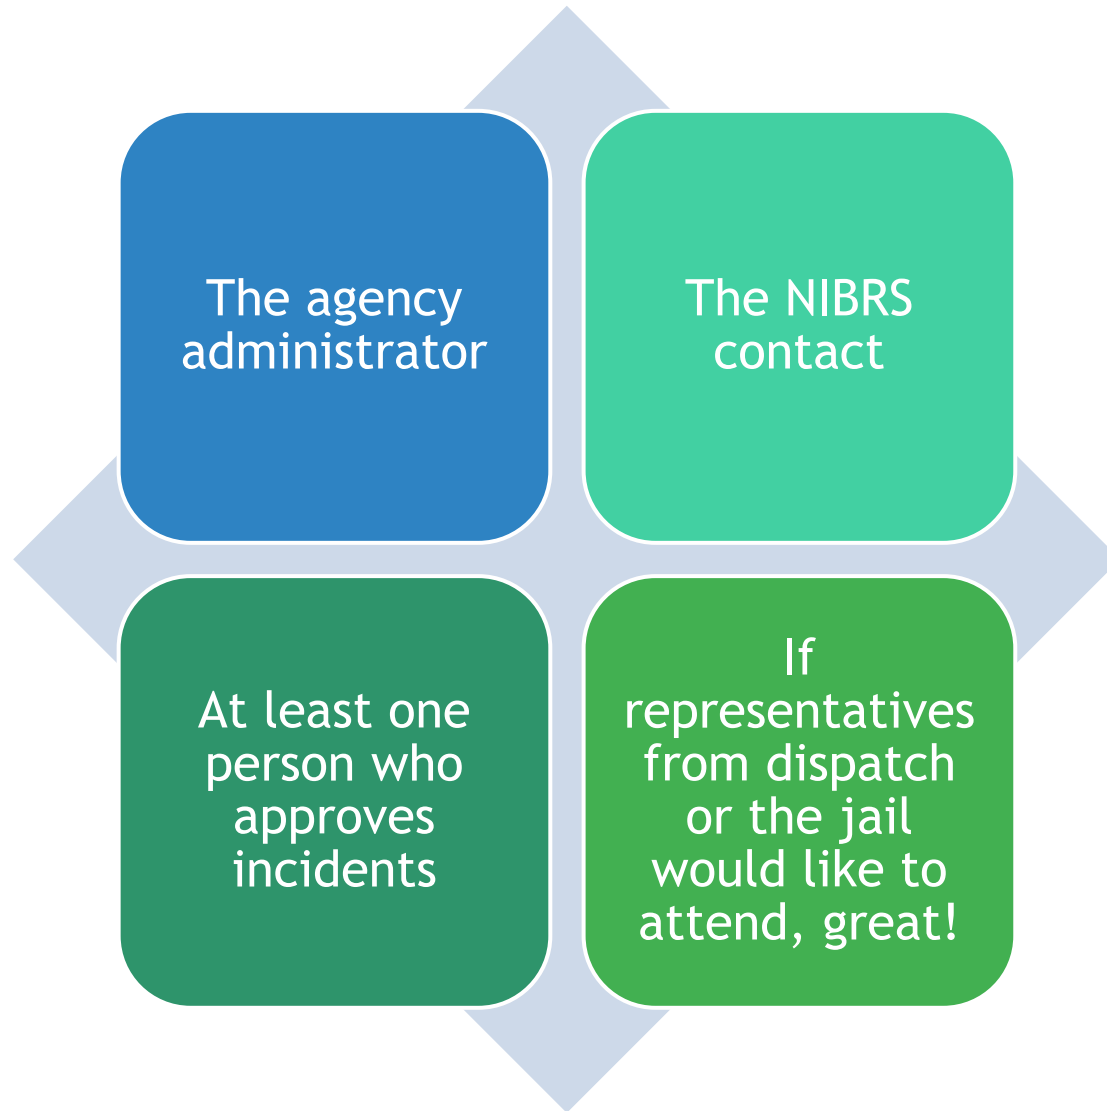 The agency
administrator
The NIBRS
contact
At least one
person who
approves
incidents
If
representatives
from dispatch
or the jail
would like to
attend, great!